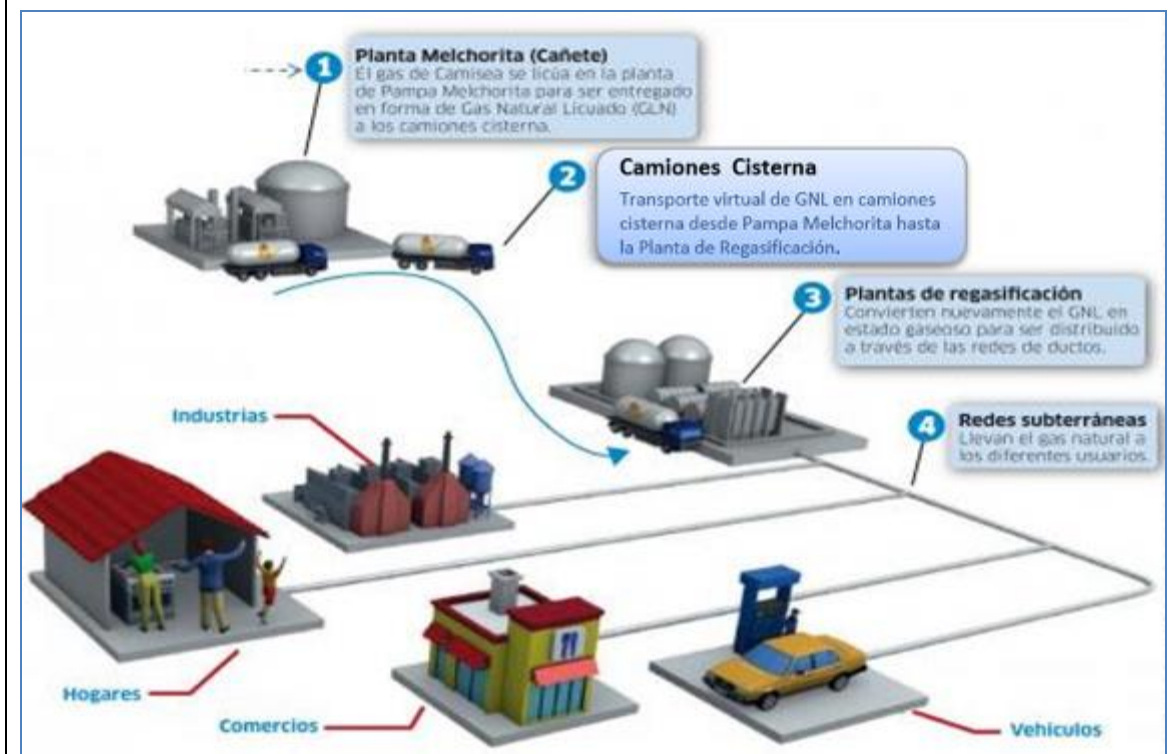 1
Planta Melchorita (Cañete)
El gas de Camisea se licúa en la planta
de Pampa Melchorita para ser entregado
en forma de Gas Natural Licuado (GLN)
a los camiones cisterna.
2
Camiones Cisterna
Transporte virtual de GNL en camiones
cisterna desde Pampa Melchorita hasta
la Planta de Regasificación.
3
Plantas de regasificación
Convierten nuevamente el GNL en
estado gaseoso para ser distribuido
a través de las redes de ductos.
4
Redes subterráneas
Llevan el gas natural a
los diferentes usuarios.
Industrias
Hogares
Comercios
Vehículos